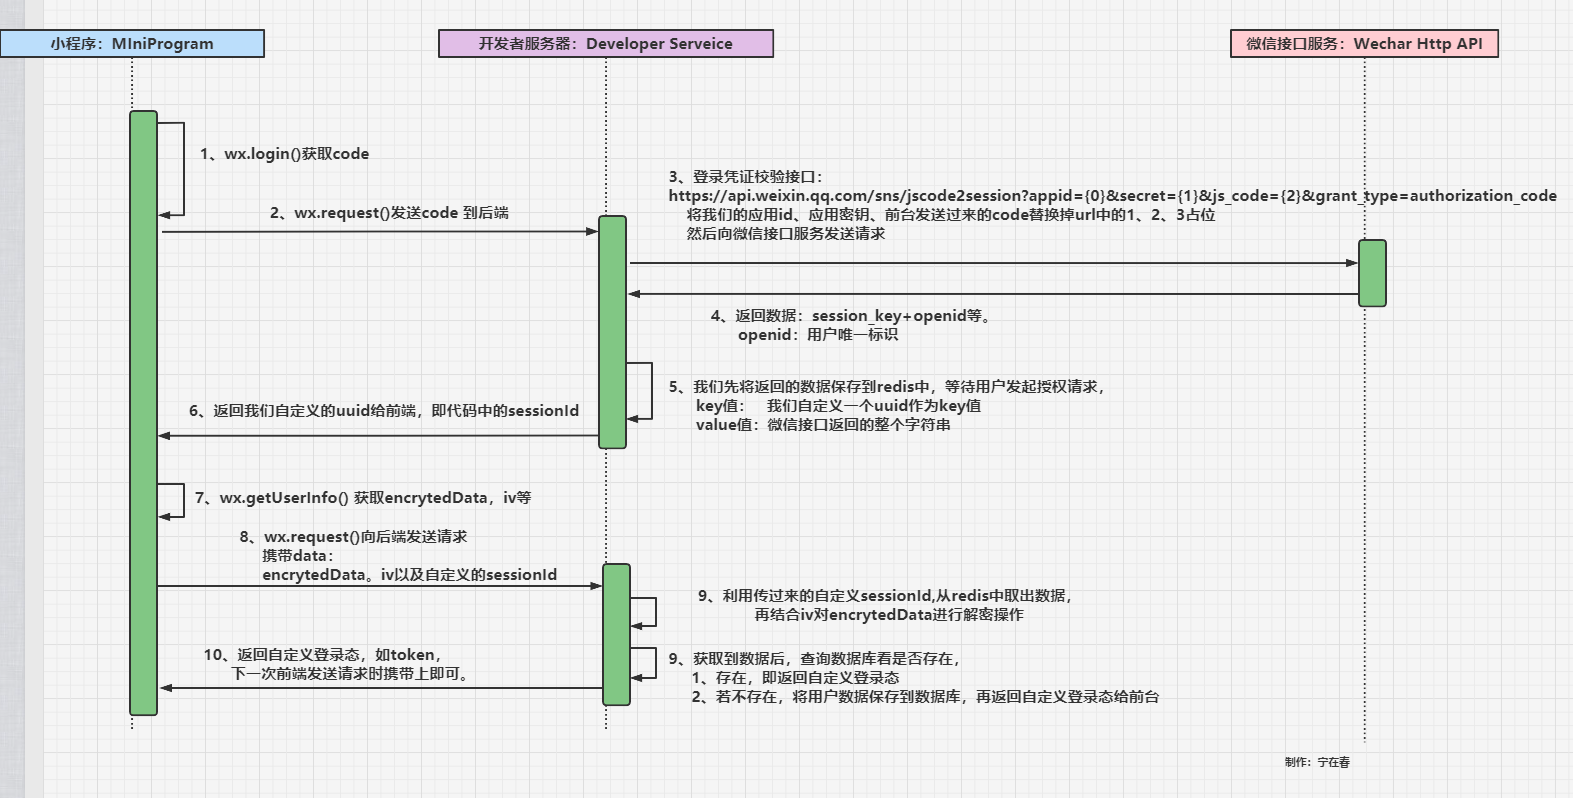 小程序：MIniProgram
开发者服务器：Developer Serveice
微信接口服务：Wechar Http API
1、wx.login()获取code
2、wx.request()发送code 到后端
3、登录凭证校验接口：
https://api.weixin.qq.com/sns/jscode2session?appid={0}&secret={1}&js_code={2}&grant_type=authorization_code
将我们的应用id、应用密钥、前台发送过来的code替换掉url中的1、2、3占位
然后向微信接口服务发送请求
4、返回数据：session_key+openid等。
openid：用户唯一标识
5、我们先将返回的数据保存到redis中，等待用户发起授权请求，
key值： 我们自定义一个uuid作为key值
value值：微信接口返回的整个字符串
6、返回我们自定义的uuid给前端，即代码中的sessionId
7、wx.getUserInfo() 获取encrytedData，iv等
8、wx.request()向后端发送请求
携带data：
encrytedData。iv以及自定义的sessionId
9、利用传过来的自定义sessionId,从redis中取出数据，
再结合iv对encrytedData进行解密操作
9、获取到数据后，查询数据库看是否存在，
1、存在，即返回自定义登录态
2、若不存在，将用户数据保存到数据库，再返回自定义登录态给前台
10、返回自定义登录态，如token，
下一次前端发送请求时携带上即可。
制作：宁在春